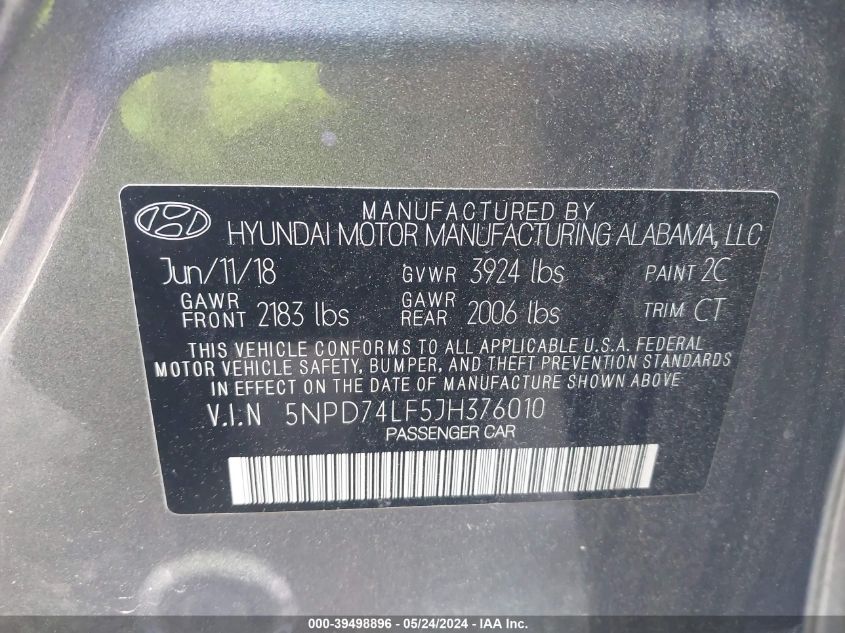 MANUFACTURED BY
HYUNDAI MOTOR MANUFACTURING ALABAMA, LLC
Jun/11/18 GVWR 3924 lbs PAINT 2C
GAWR FRONT 2183 lbs GAWR REAR 2006 lbs TRIM CT
THIS VEHICLE CONFORMS TO ALL APPLICABLE U.S.A. FEDERAL
MOTOR VEHICLE SAFETY, BUMPER, AND THEFT PREVENTION STANDARDS
IN EFFECT ON THE DATE OF MANUFACTURE SHOWN ABOVE
V.I.N 5NPD74LF5JH376010
PASSENGER CAR
000-39498896 - 05/24/2024 - IAA Inc.